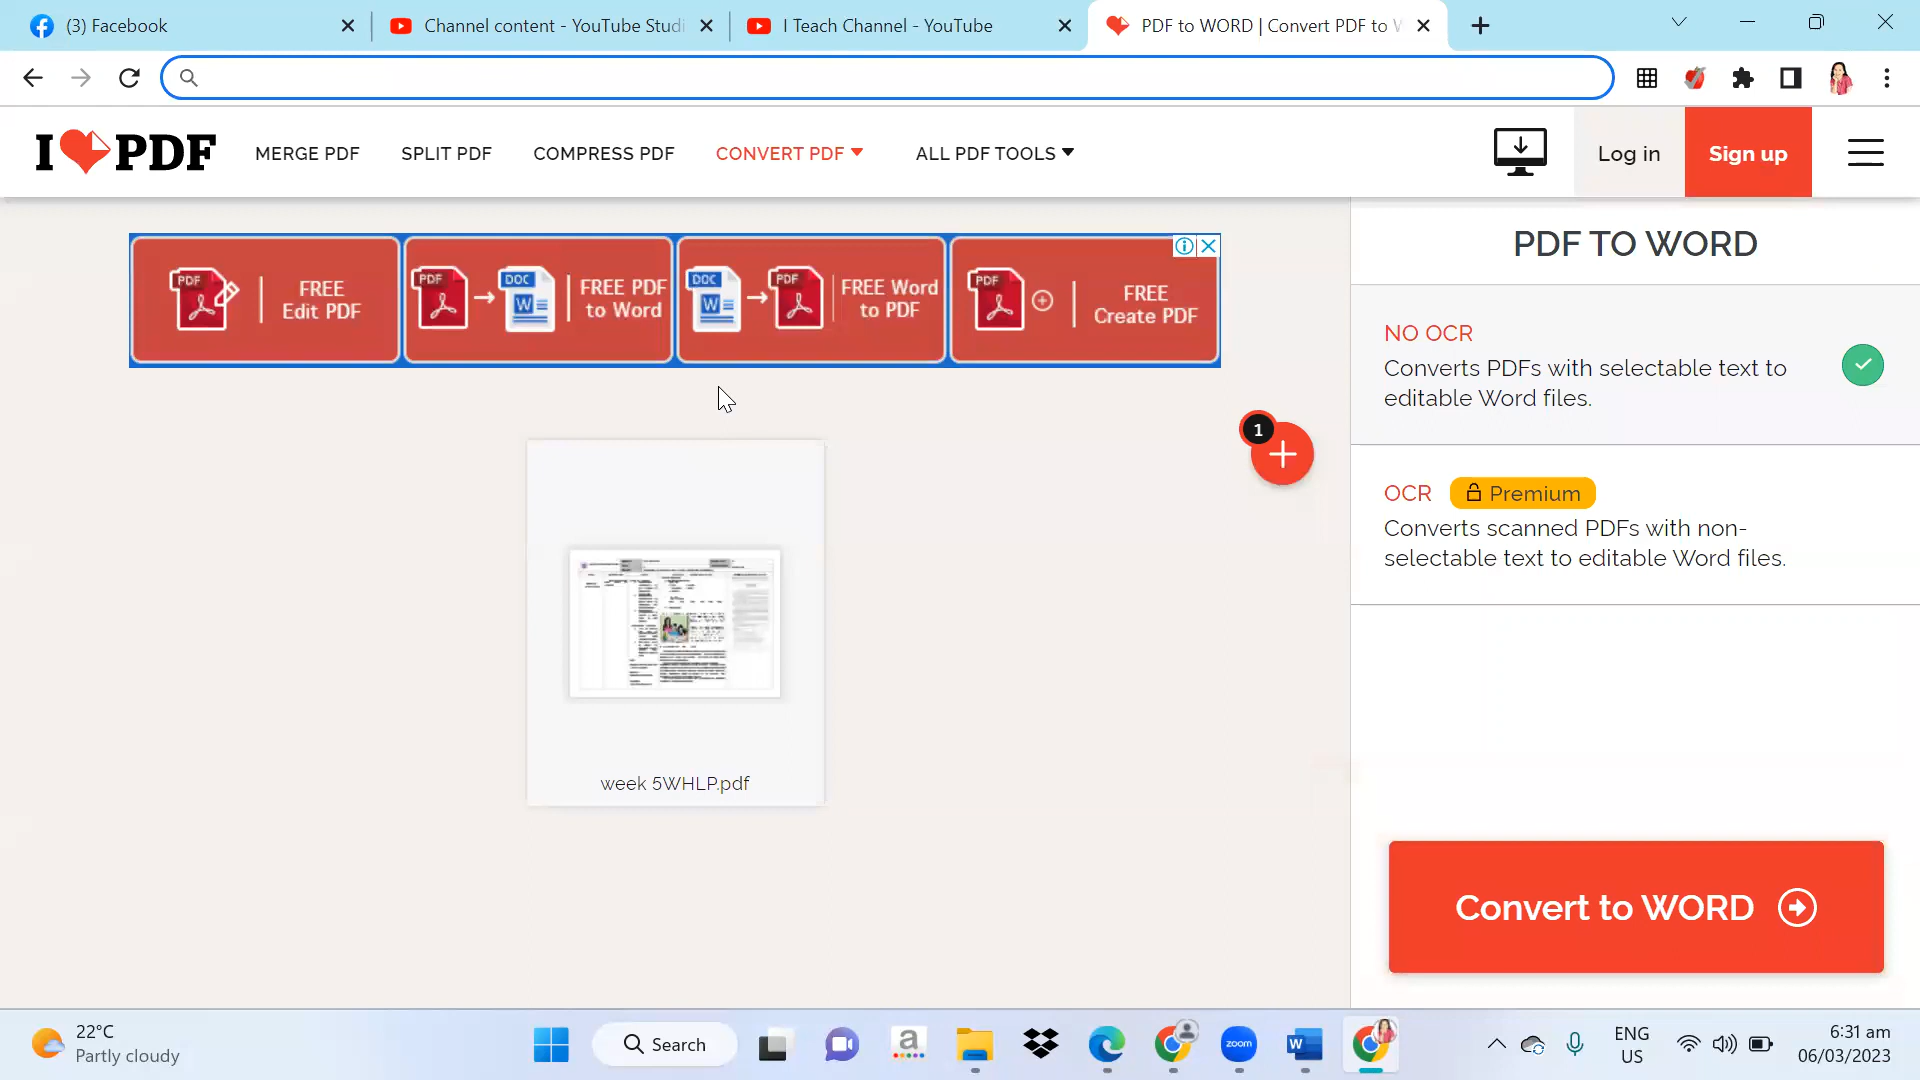 (3) Facebook
Channel content - YouTube Studi
I Teach Channel - YouTube
PDF to WORD | Convert PDF to W
I PDF
MERGE PDF
SPLIT PDF
COMPRESS PDF
CONVERT PDF
ALL PDF TOOLS
Log in
Sign up
PDF
FREE
Edit PDF
PDF
DOC
W
FREE PDF
to Word
DOC
W
PDF
FREE Word
to PDF
PDF
FREE
Create PDF
1
week 5WHLP.pdf
PDF TO WORD
NO OCR
Converts PDFs with selectable text to
editable Word files.
OCR
Premium
Converts scanned PDFs with non-
selectable text to editable Word files.
Convert to WORD
22°C
Partly cloudy
Search
a
zoom
W
ENG
US
6:31 am
06/03/2023